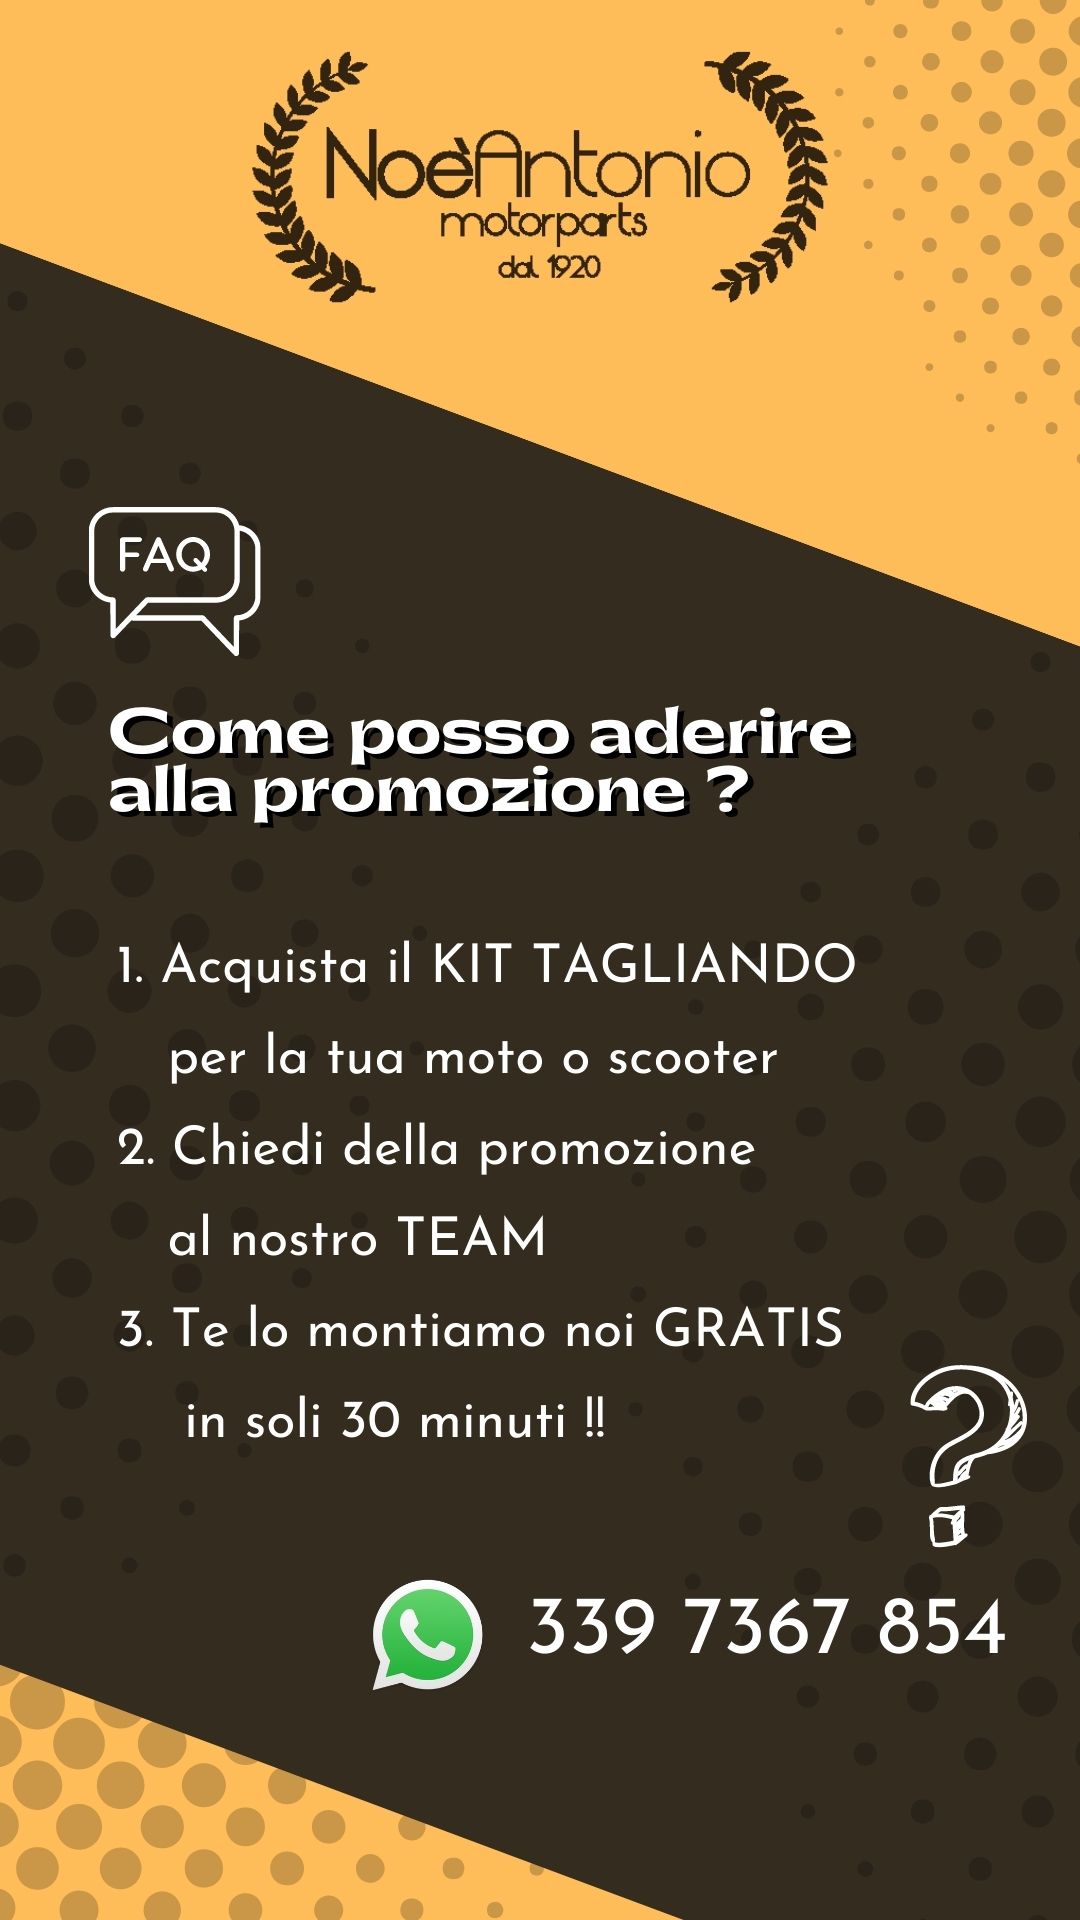 NoèAntonio
motorparts
dal 1920
FAQ
Come posso aderire
alla promozione ?
1. Acquista il KIT TAGLIANDO
per la tua moto o scooter
2. Chiedi della promozione
al nostro TEAM
3. Te lo montiamo noi GRATIS
in soli 30 minuti !!
?
339 7367 854